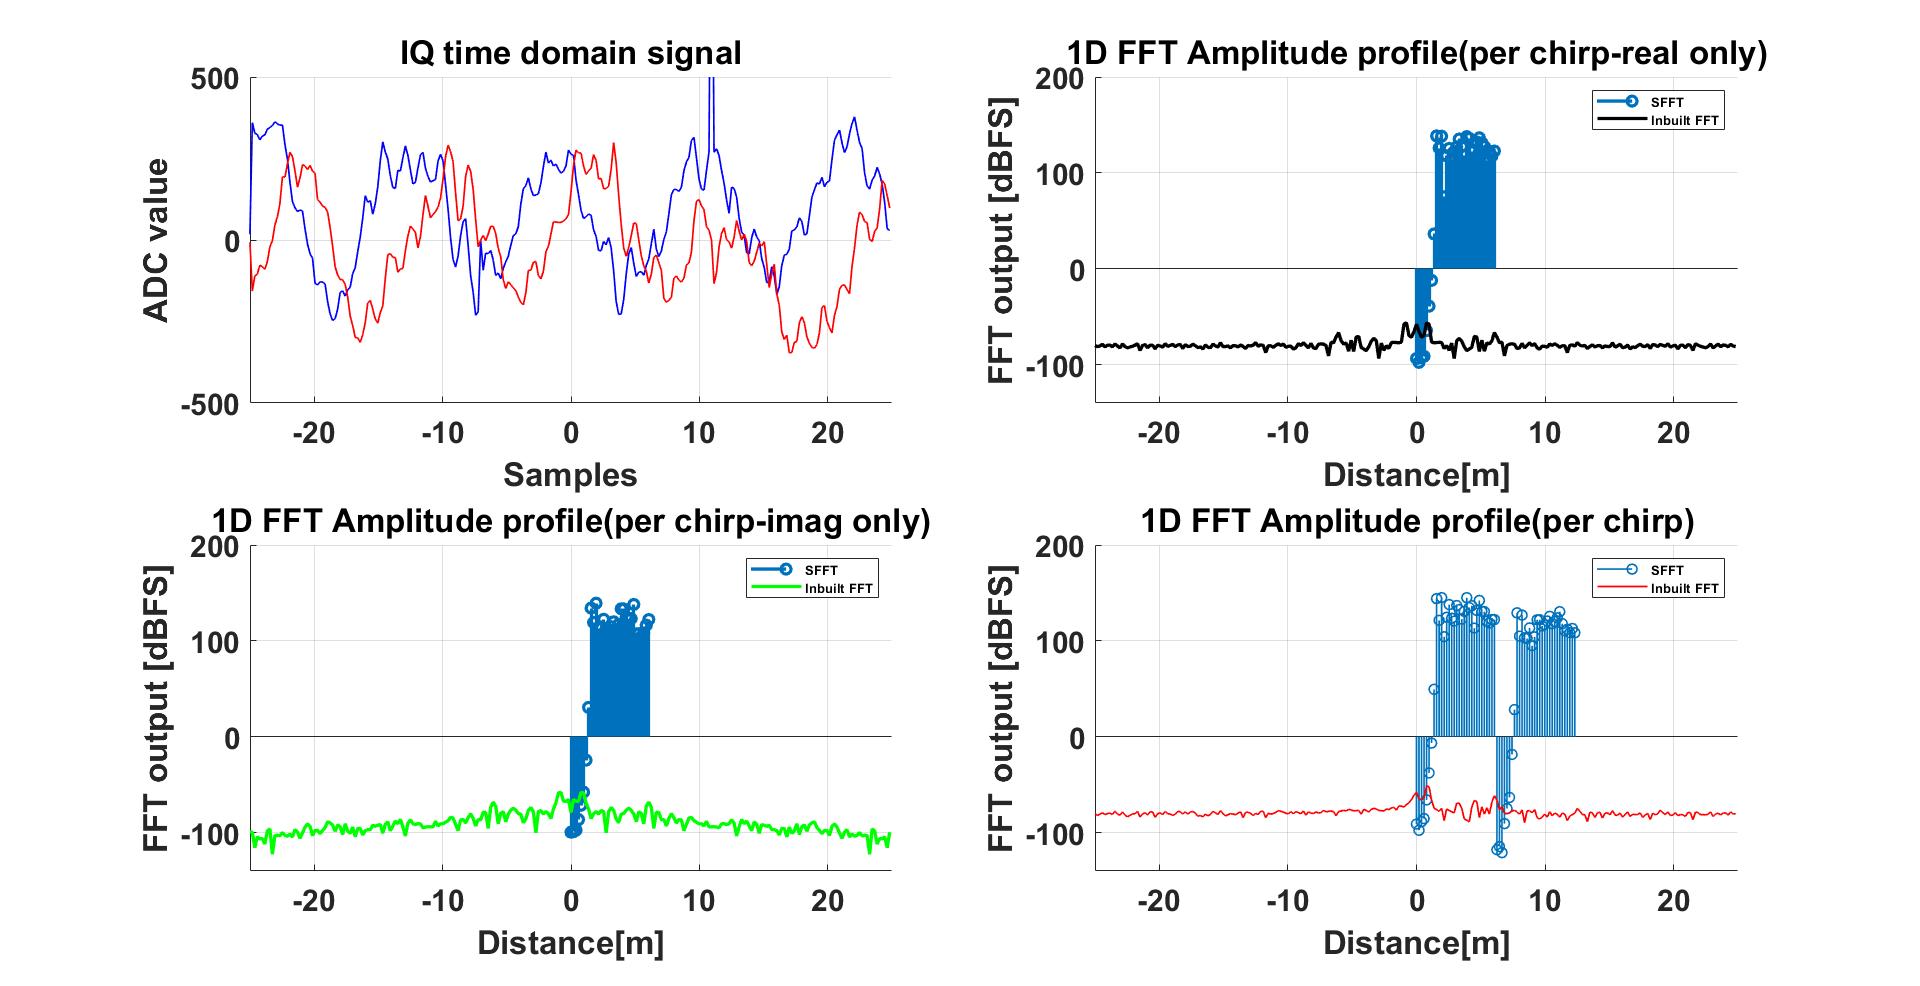 IQ time domain signal
500
0
-500
ADC value
-20 -10 0 10 20
Samples
1D FFT Amplitude profile(per chirp-real only)
200
100
0
-100
FFT output [dBFS]
SFFT
Inbuilt FFT
-20 -10 0 10 20
Distance[m]
1D FFT Amplitude profile(per chirp-imag only)
200
100
0
-100
FFT output [dBFS]
SFFT
Inbuilt FFT
-20 -10 0 10 20
Distance[m]
1D FFT Amplitude profile(per chirp)
200
100
0
-100
FFT output [dBFS]
SFFT
Inbuilt FFT
-20 -10 0 10 20
Distance[m]